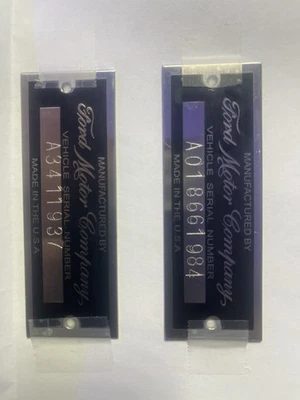 MANUFACTURED BY
Ford Motor Company
VEHICLE SERIAL NUMBER
A3411937
MADE IN THE U.S.A
MANUFACTURED BY
Ford Motor Company
VEHICLE SERIAL NUMBER
A018661984
MADE IN THE U.S.A